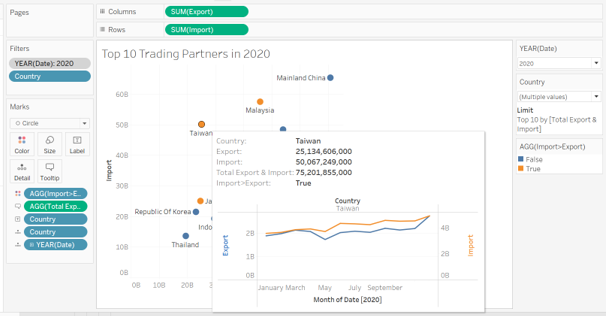 Pages
Columns
SUM(Export)
Rows
SUM(Import)
Filters
YEAR(Date): 2020
Country
Marks
Circle
Color
Size
Label
Detail
Tooltip
AGG(Import>E..
AGG(Total Exp..
Country
Country
YEAR(Date)
Top 10 Trading Partners in 2020
Import
60B
50B
40B
30B
20B
10B
0B
0B
10B
20B
30B
Mainland China
Malaysia
Taiwan
Ja
Republic Of Korea
Indo
Thailand
Country:
Taiwan
Export:
25,134,606,000
Import:
50,067,249,000
Total Export & Import:
75,201,855,000
Import>Export:
True
Country
Taiwan
Export
2B
1B
0B
4B
2B
0B
Import
January March May July September
Month of Date [2020]
YEAR(Date)
2020
Country
(Multiple values)
Limit
Top 10 by [Total Export &
Import]
AGG(Import>Export)
False
True